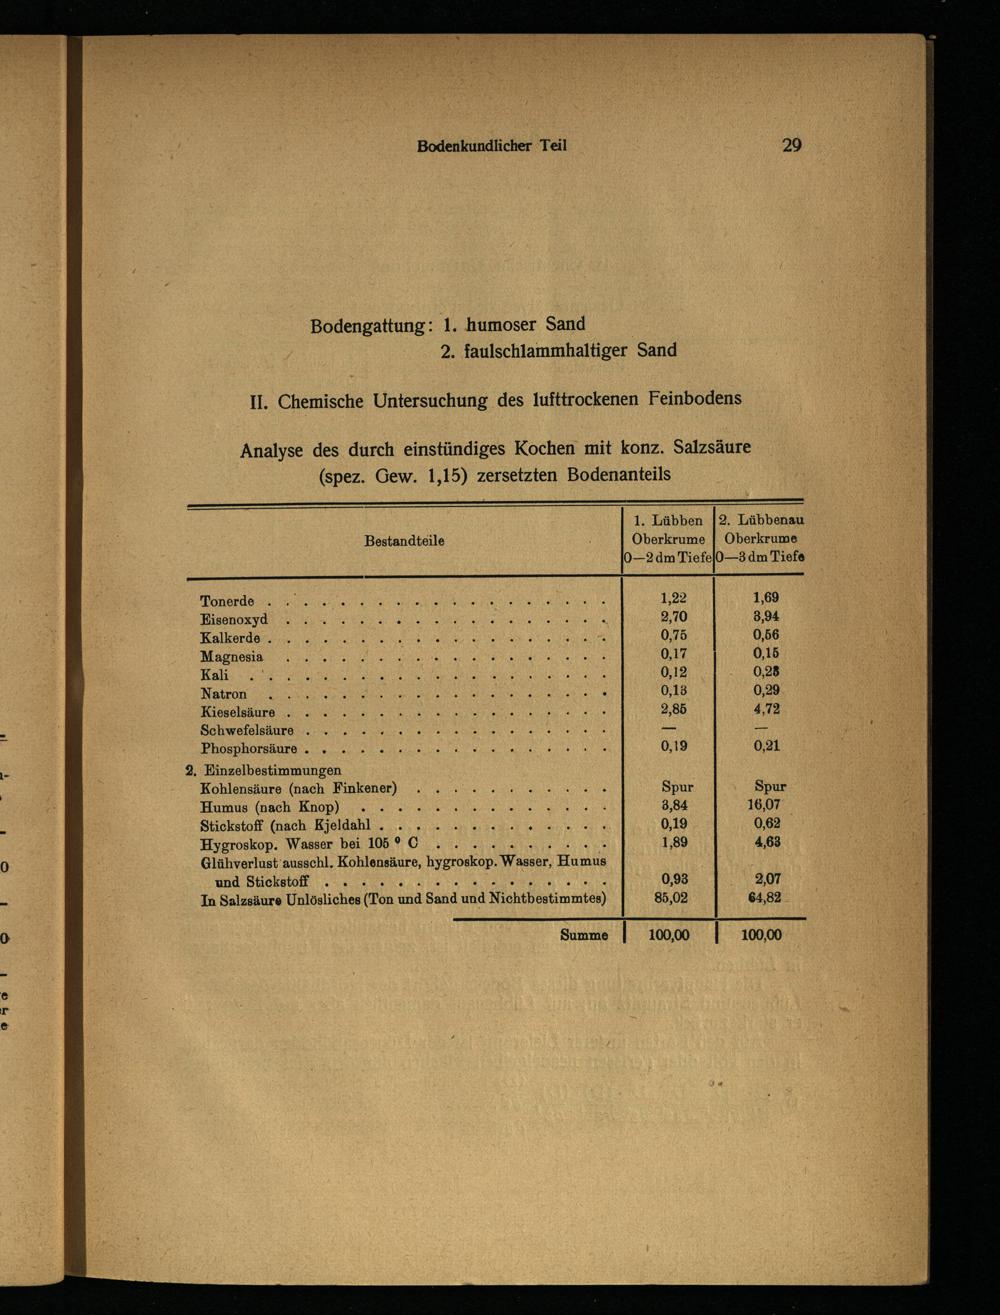 Bodenkundlicher Teil 29
Bodengattung: 1. humoser Sand
2. faulschlammhaltiger Sand
II. Chemische Untersuchung des lufttrockenen Feinbodens
Analyse des durch einstündiges Kochen mit konz. Salzsäure
(spez. Gew. 1,15) zersetzten Bodenanteils
Bestandteile | 1. Lübben Oberkrume 0—2 dm Tiefe | 2. Lübbenau Oberkrume 0—3 dm Tiefe
Tonerde . . . . . . . . . . . . . . . . . . . 1,22 1,69
Eisenoxyd . . . . . . . . . . . . . . . . . . 2,70 3,94
Kalkerde . . . . . . . . . . . . . . . . . . . 0,75 0,56
Magnesia . . . . . . . . . . . . . . . . . . 0,17 0,15
Kali . . . . . . . . . . . . . . . . . . . . 0,12 0,28
Natron . . . . . . . . . . . . . . . . . . . 0,13 0,29
Kieselsäure . . . . . . . . . . . . . . . . . . 2,85 4,72
Schwefelsäure . . . . . . . . . . . . . . . . . — —
Phosphorsäure . . . . . . . . . . . . . . . . . 0,19 0,21
2. Einzelbestimmungen
Kohlensäure (nach Finkener) . . . . . . . . . . . Spur Spur
Humus (nach Knop) . . . . . . . . . . . . . . 3,84 16,07
Stickstoff (nach Kjeldahl . . . . . . . . . . . . . 0,19 0,62
Hygroskop. Wasser bei 105 ° C . . . . . . . . . . 1,89 4,63
Glühverlust ausschl. Kohlensäure, hygroskop. Wasser, Humus
und Stickstoff . . . . . . . . . . . . . . . . 0,93 2,07
In Salzsäure Unlösliches (Ton und Sand und Nichtbestimmtes) 85,02 64,82
Summe 100,00 100,00